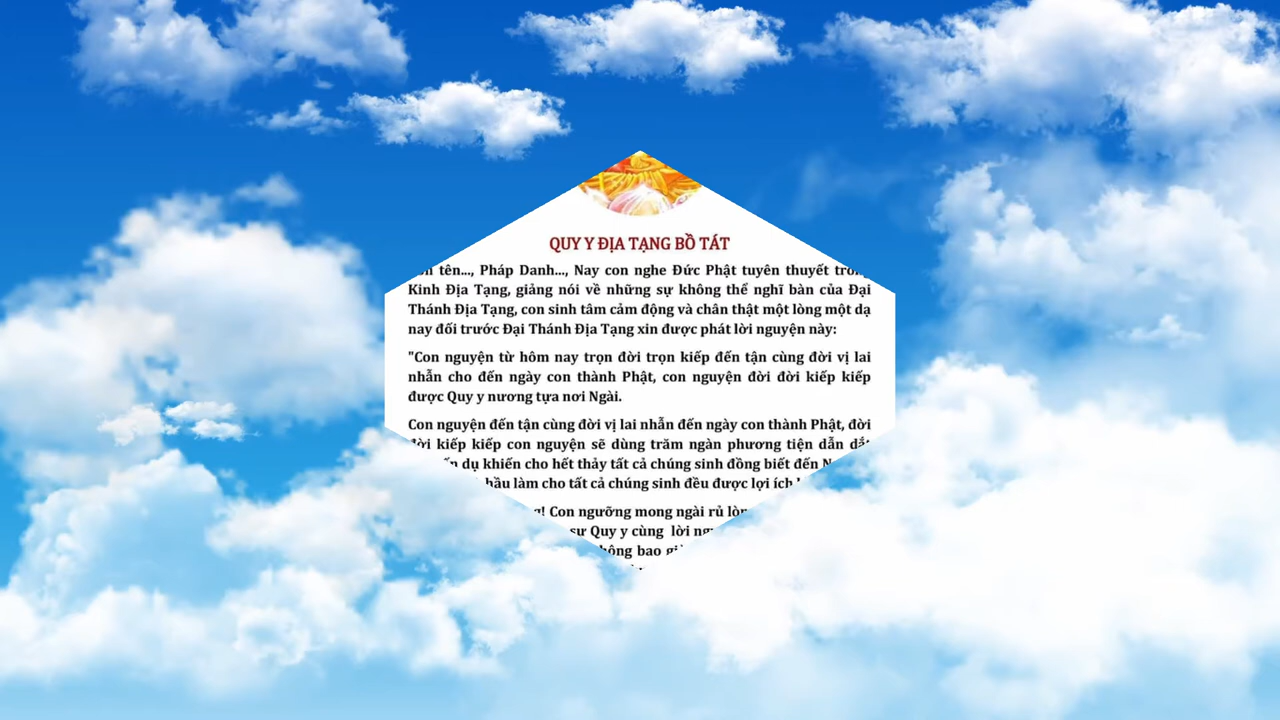 QUY Y ĐỊA TẠNG BỒ TÁT
tên..., Pháp Danh..., Nay con nghe Đức Phật tuyên thuyết trong
Kinh Địa Tạng, giảng nói về những sự không thể nghĩ bàn của Đại
Thánh Địa Tạng, con sinh tâm cảm động và chân thật một lòng một dạ
nay đối trước Đại Thánh Địa Tạng xin được phát lời nguyện này:
"Con nguyện từ hôm nay trọn đời trọn kiếp đến tận cùng đời vị lai
nhẫn cho đến ngày con thành Phật, con nguyện đời đời kiếp kiếp
được Quy y nương tựa nơi Ngài.
Con nguyện đến tận cùng đời vị lai nhẫn đến ngày con thành Phật, đời
đời kiếp kiếp con nguyện sẽ dùng trăm ngàn phương tiện dẫn dắt
dụ khiến cho hết thảy tất cả chúng sinh đồng biết đến
hầu làm cho tất cả chúng sinh đều được lợi ích
Con ngưỡng mong ngài rủ
sự Quy y cùng lời
không bao